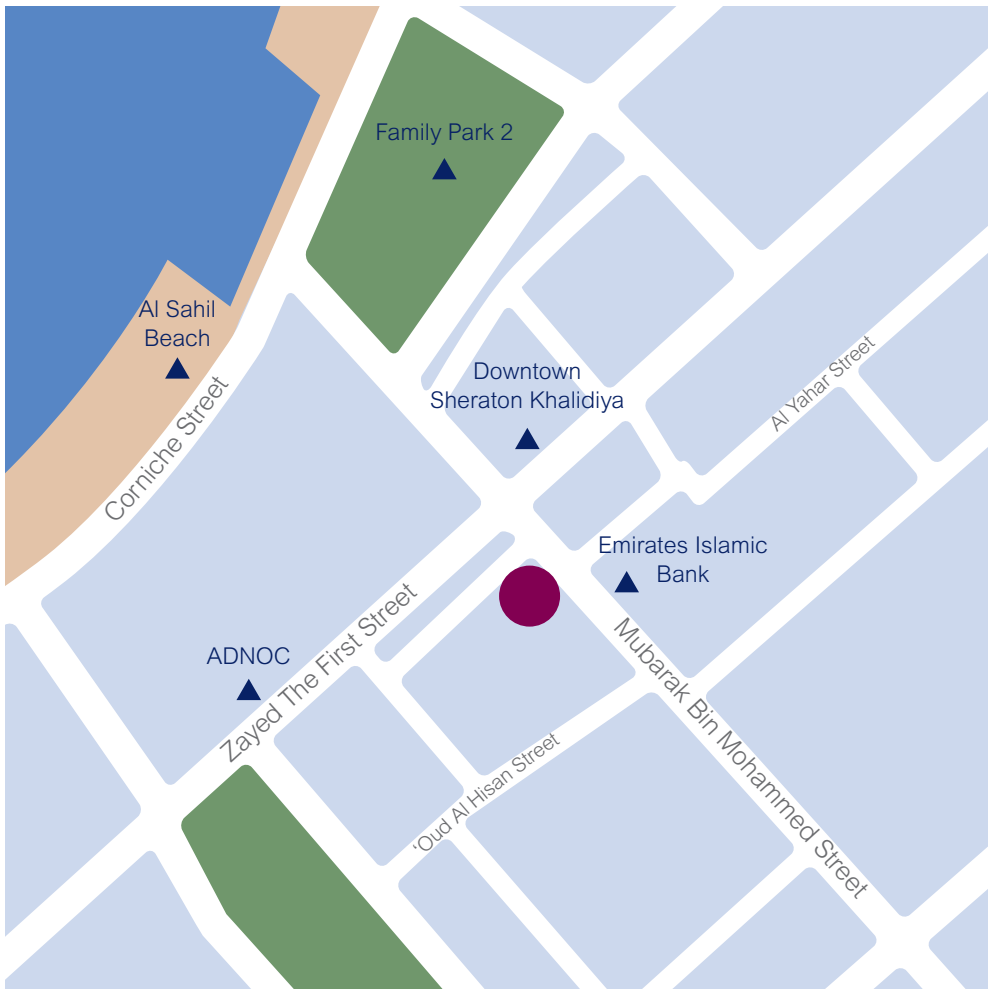 Family Park 2
Al Sahil
Beach
Downtown
Sheraton Khalidiya
Al Yahar Street
Corniche Street
Emirates Islamic
Bank
ADNOC
Zayed The First Street
Mubarak Bin Mohammed Street
'Oud Al Hisan Street